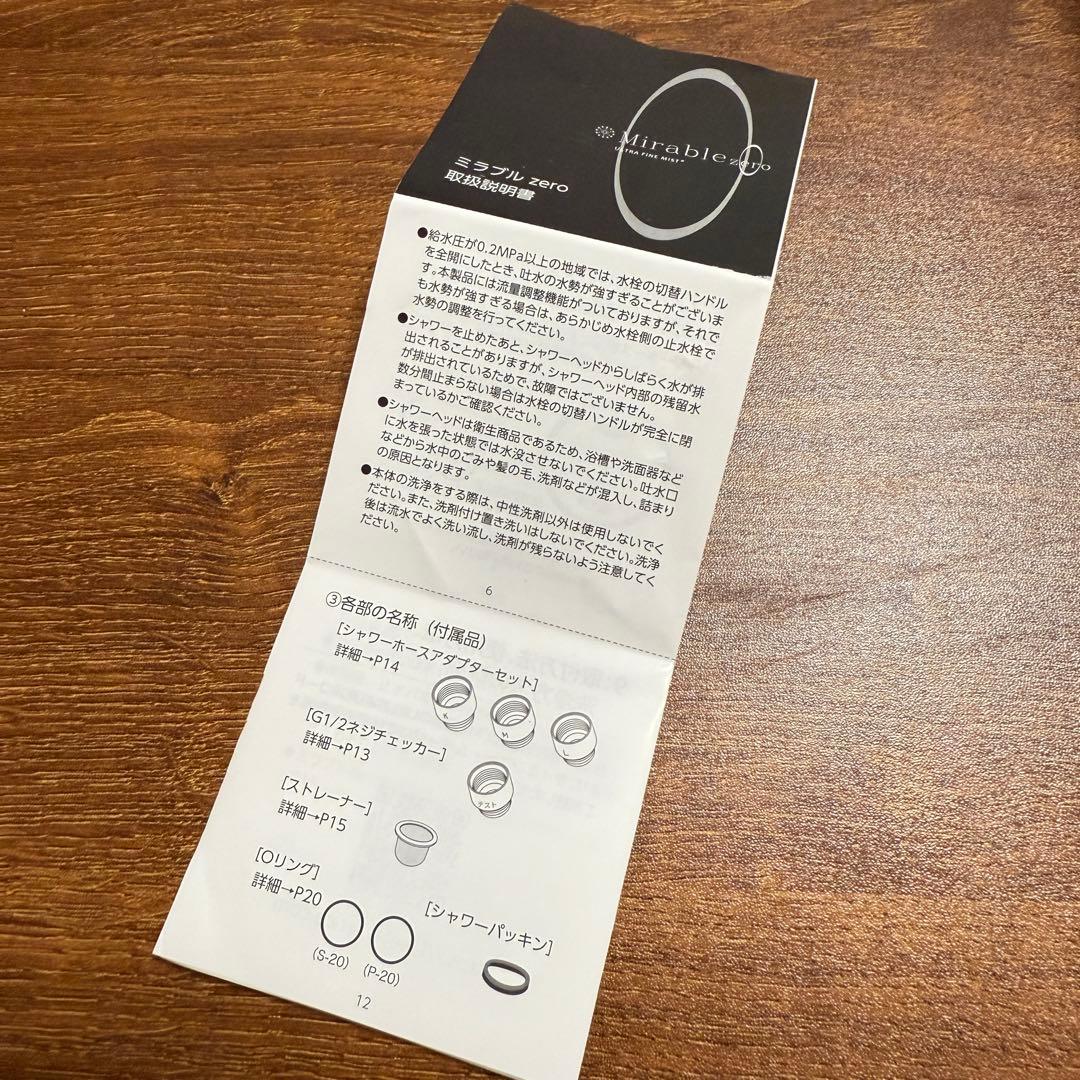 Mirable zero
ULTRA FINE MIST®
ミラブル zero
取扱説明書
●給水圧が0.2MPa以上の地域では、水栓の切替ハンドル
を全開にしたとき、吐水の水勢が強すぎることがございま
す。本製品には流量調整機能がついておりますが、それで
も水勢が強すぎる場合は、あらかじめ水栓側の止水栓で
水勢の調整を行ってください。
●シャワーを止めたあと、シャワーヘッドからしばらく水が排
出されることがありますが、シャワーヘッド内部の残留水
が排出されているためで、故障ではございません。
数分間止まらない場合は水栓の切替ハンドルが完全に閉
まっているかご確認ください。
●シャワーヘッドは衛生商品であるため、浴槽や洗面器など
に水を張った状態では水没させないでください。吐水口
などから水中のごみや髪の毛、洗剤などが混入し、詰まり
の原因となります。
●本体の洗浄をする際は、中性洗剤以外は使用しないでく
ださい。また、洗剤付け置き洗いはしないでください。洗浄
後は流水でよく洗い流し、洗剤が残らないよう注意してく
ださい。
6
③各部の名称（付属品）
[シャワーホースアダプターセット]
詳細→P14
K
M
L
[G1/2ネジチェッカー]
詳細→P13
テスト
[ストレーナー]
詳細→P15
[Oリング]
詳細→P20
(S-20)
(P-20)
[シャワーパッキン]
12